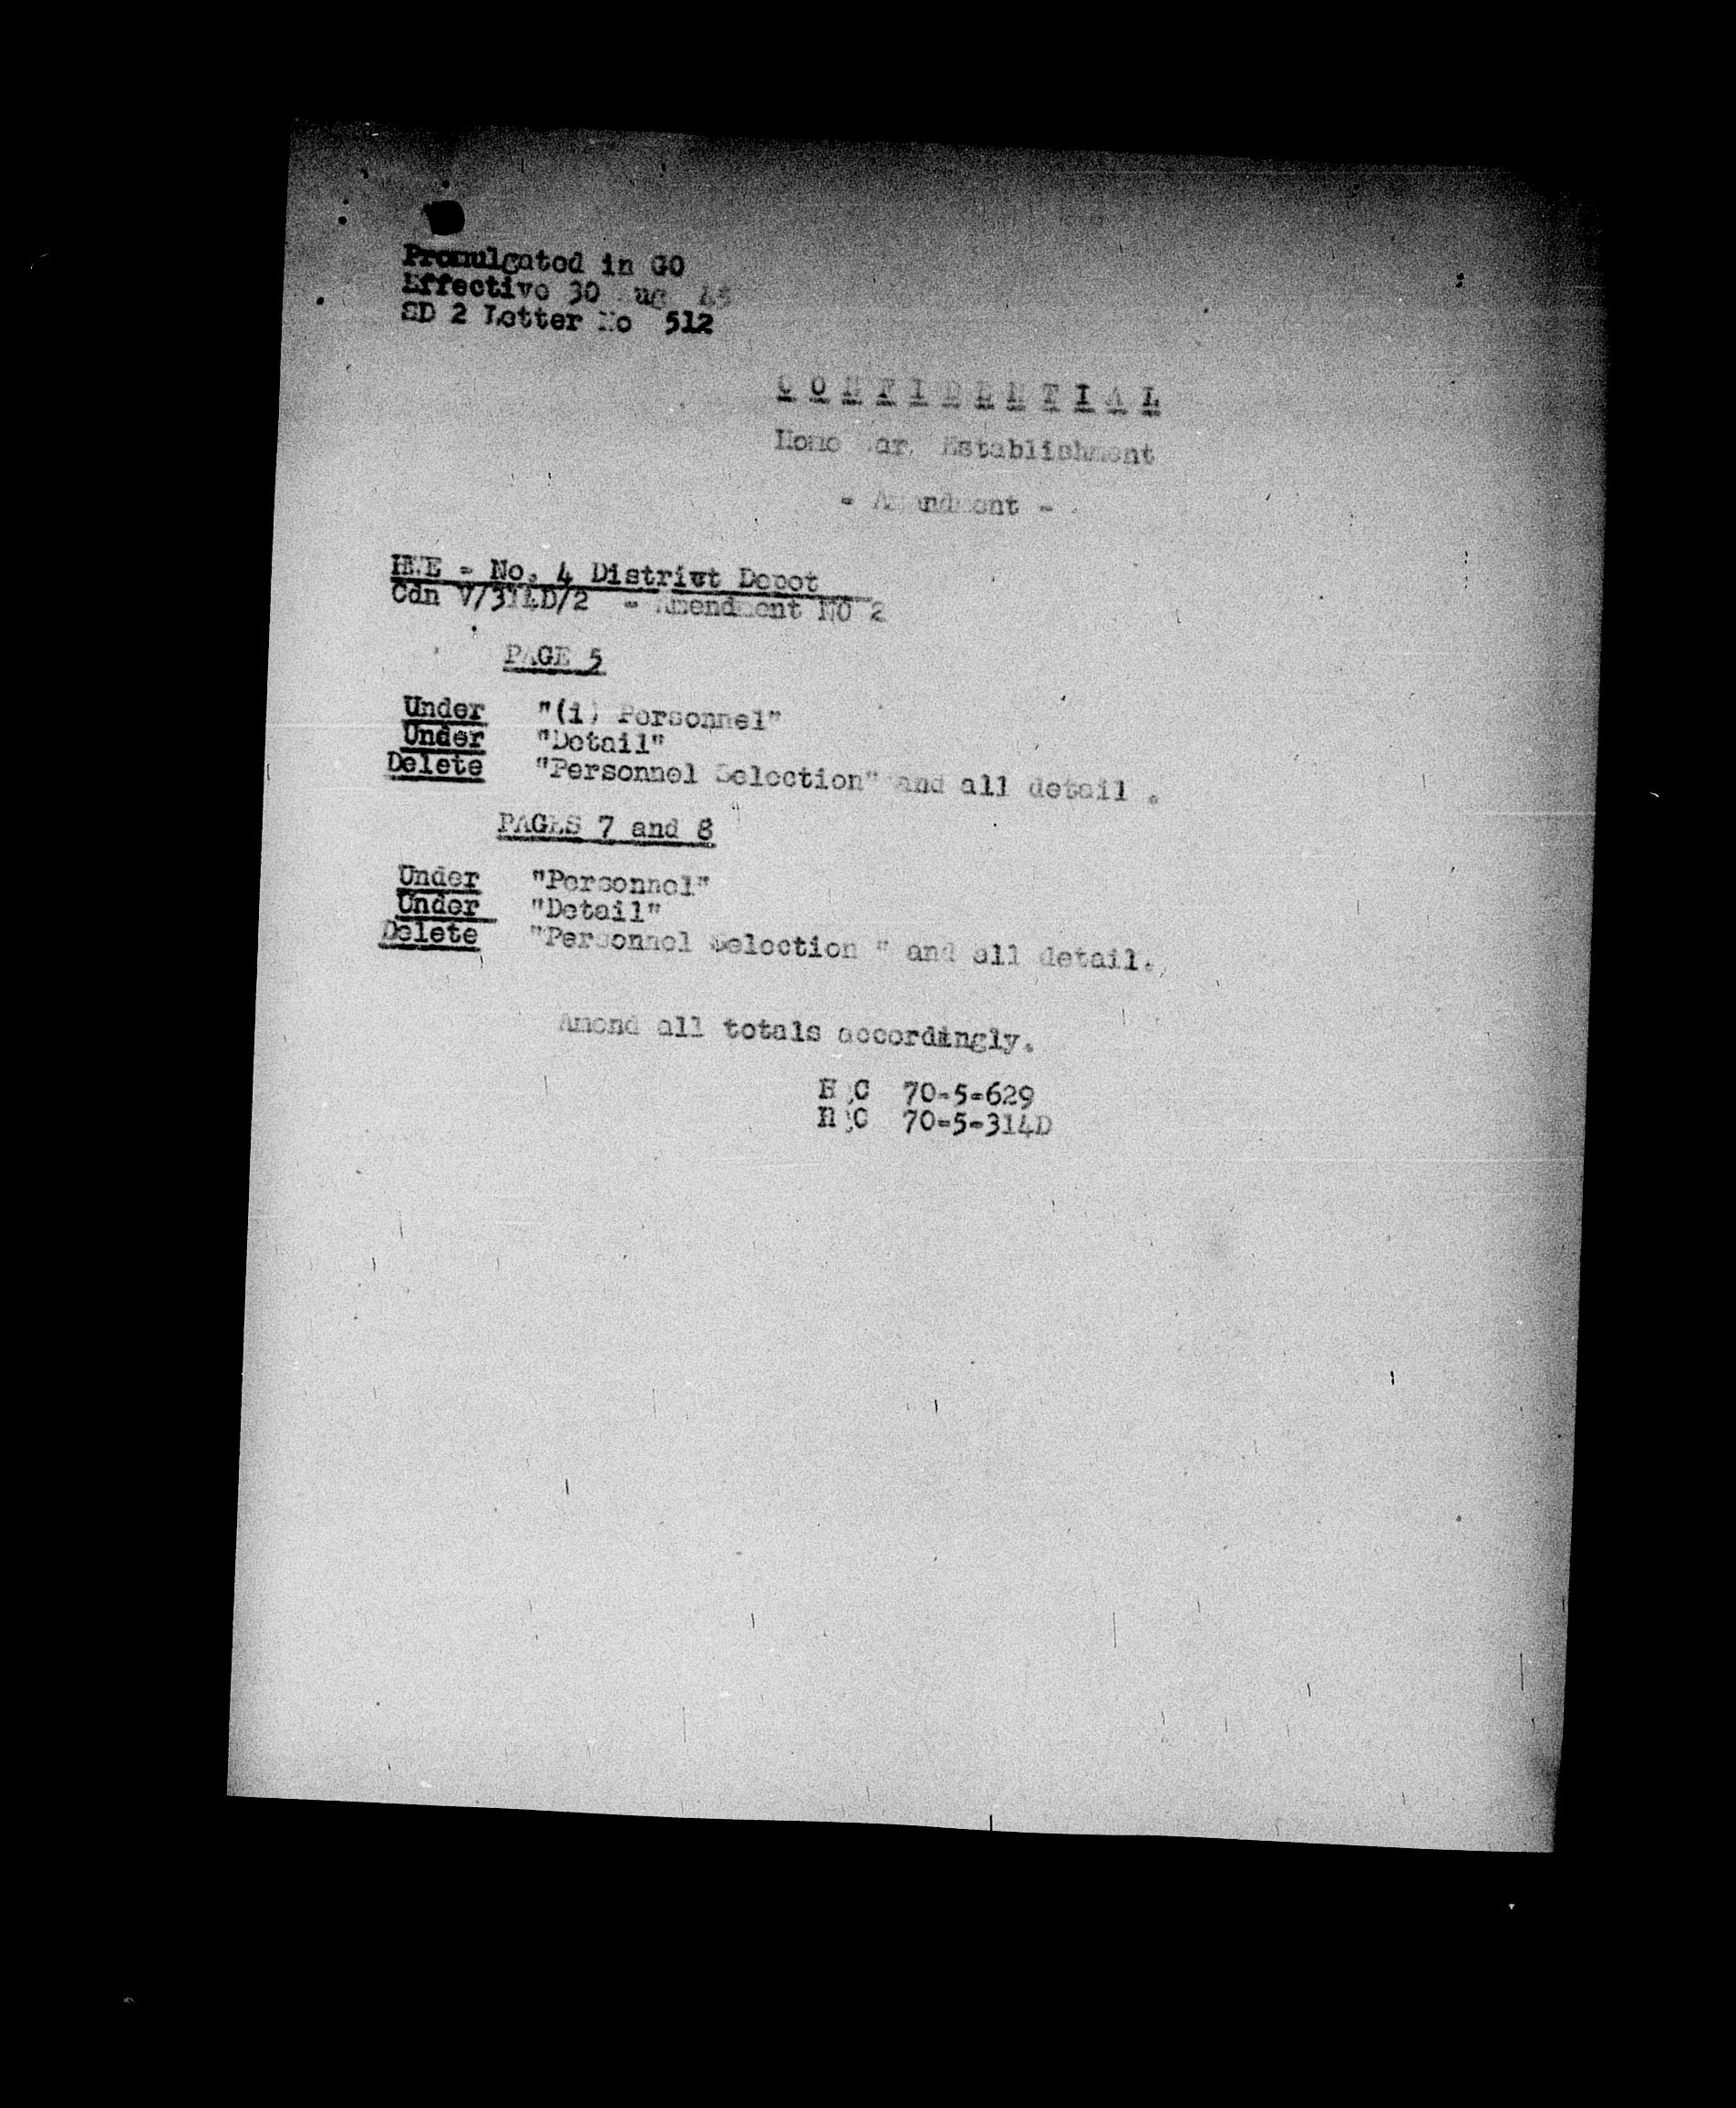 Promulgated in GO
Effective 30 Aug 45
SD 2 Letter No 512
C O N F I D E N T I A L
Home War Establishment
- Amendment -
HWE - No. 4 District Depot
Cdn V/314D/2 - Amendment NO 2
PAGE 5
Under "(i) Personnel"
Under "Detail"
Delete "Personnel Selection" and all detail .
PAGES 7 and 8
Under "Personnel"
Under "Detail"
Delete "Personnel Selection " and all detail.
Amend all totals accordingly.
70-5-629
70-5-314D